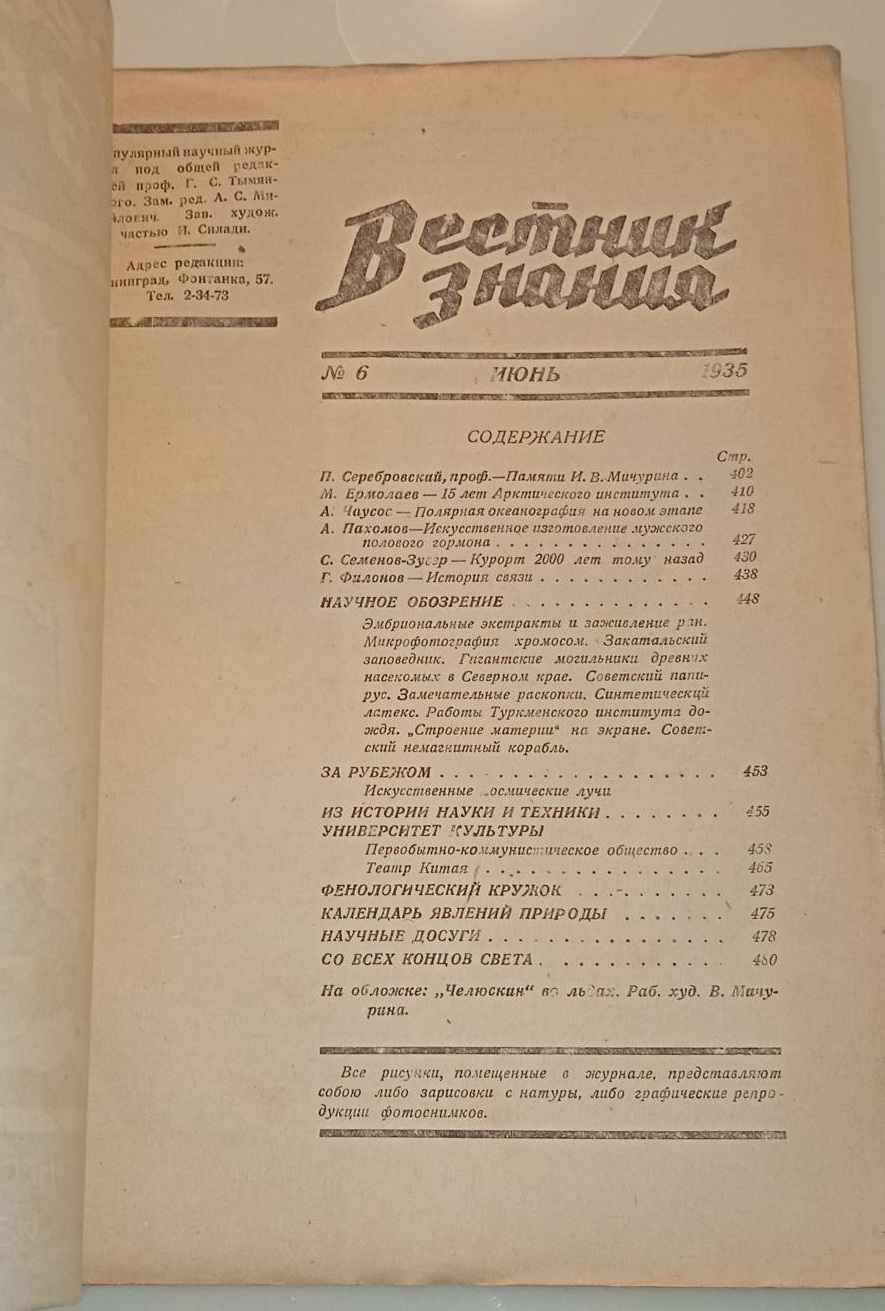 пулярный научный жур-
л под общей редак-
ей проф. Г. С. Тымян-
ого. Зам. ред. А. С. Ми-
йлович. Зав. худож.
частью И. Силади.
Адрес редакции:
нинград, Фонтанка, 57.
Тел. 2-34-73
Вестник
знания
№ 6 ИЮНЬ 1935
СОДЕРЖАНИЕ
Стр.
П. Серебровский, проф.—Памяти И. В. Мичурина . . 402
М. Ермолаев — 15 лет Арктического института . . 410
А. Чаусос — Полярная океанография на новом этапе 418
А. Пахомов—Искусственное изготовление мужского
полового гормона . . . . . . . . . . . . . . . 427
С. Семенов-Зусэр — Курорт 2000 лет тому назад 430
Г. Филонов — История связи . . . . . . . . . . . . 438
НАУЧНОЕ ОБОЗРЕНИЕ . . . . . . . . . . . . . . 448
Эмбриональные экстракты и заживление ран.
Микрофотография хромосом. Закатальский
заповедник. Гигантские могильники древних
насекомых в Северном крае. Советский папи-
рус. Замечательные раскопки. Синтетический
латекс. Работы Туркменского института до-
ждя. „Строение материи“ на экране. Совет-
ский немагнитный корабль.
ЗА РУБЕЖОМ . . . . . . . . . . . . . . . . . . . 453
Искусственные космические лучи
ИЗ ИСТОРИИ НАУКИ И ТЕХНИКИ . . . . . . . . 455
УНИВЕРСИТЕТ КУЛЬТУРЫ
Первобытно-коммунистическое общество . . . 458
Театр Китая . . . . . . . . . . . . . . . . . 465
ФЕНОЛОГИЧЕСКИЙ КРУЖОК . . . . . . . . . . 473
КАЛЕНДАРЬ ЯВЛЕНИЙ ПРИРОДЫ . . . . . . . 475
НАУЧНЫЕ ДОСУГИ . . . . . . . . . . . . . . . . 478
СО ВСЕХ КОНЦОВ СВЕТА . . . . . . . . . . . . 480
На обложке: „Челюскин“ во льдах. Раб. худ. В. Мичу-
рина.
Все рисунки, помещенные в журнале, представляют
собою либо зарисовки с натуры, либо графические репро-
дукции фотоснимков.